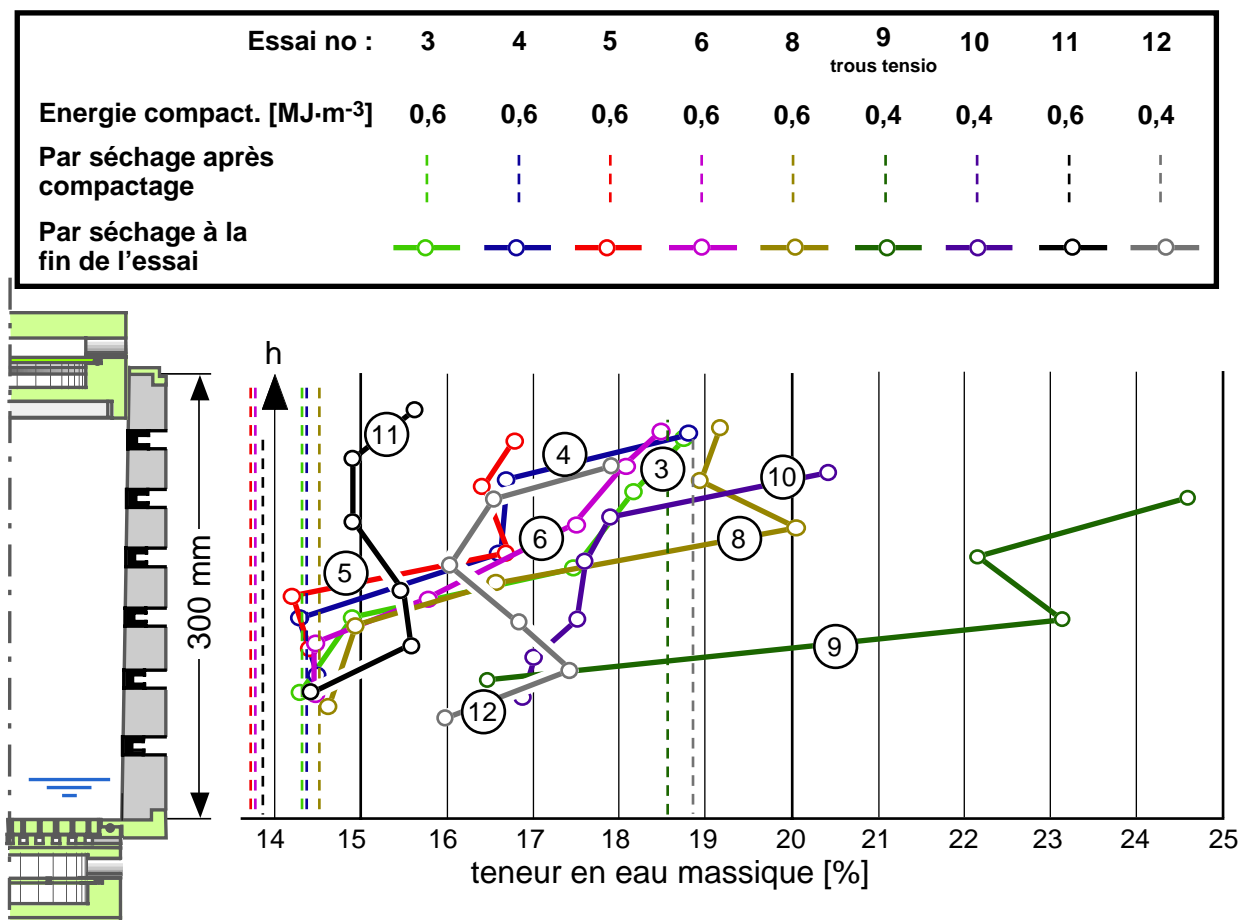 Essai no : 3 4 5 6 8 9 10 11 12
trous tensio
Energie compact. [MJ·m-3] 0,6 0,6 0,6 0,6 0,6 0,4 0,4 0,6 0,4
Par séchage après
compactage
Par séchage à la
fin de l'essai
h
11
4
3
10
6
8
5
300 mm
9
12
14 15 16 17 18 19 20 21 22 23 24 25
teneur en eau massique [%]